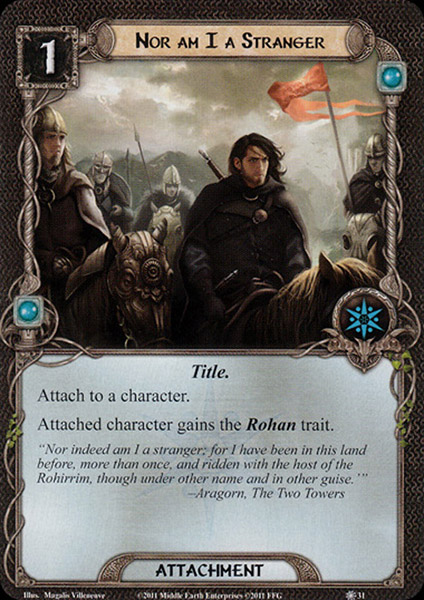 1
NOR AM I A STRANGER
Title.
Attach to a character.
Attached character gains the Rohan trait.
“Nor indeed am I a stranger; for I have been in this land
before, more than once, and ridden with the host of the
Rohirrim, though under other name and in other guise.’”
–Aragorn, The Two Towers
ATTACHMENT
Illus. Magalis Villeneuve ©2011 Middle Earth Enterprises ©2011 FFG 31